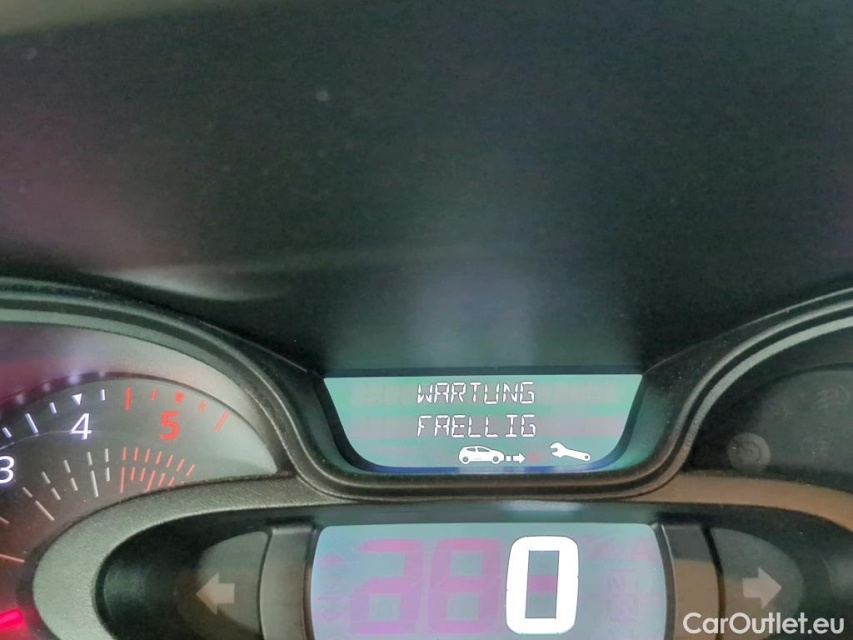 WARTUNG
FAELLIG
3 4 5
0
CarOutlet.eu